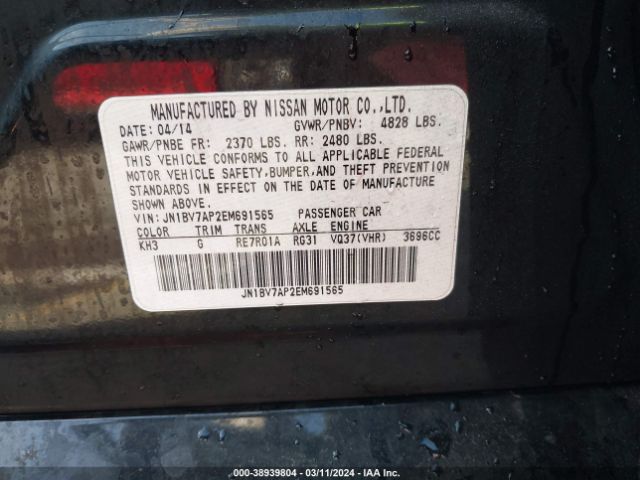 MANUFACTURED BY NISSAN MOTOR CO.,LTD.
DATE: 04/14 GVWR/PNBV: 4828 LBS.
GAWR/PNBE FR: 2370 LBS. RR: 2480 LBS.
THIS VEHICLE CONFORMS TO ALL APPLICABLE FEDERAL
MOTOR VEHICLE SAFETY,BUMPER,AND THEFT PREVENTION
STANDARDS IN EFFECT ON THE DATE OF MANUFACTURE
SHOWN ABOVE.
VIN: JN1BV7AP2EM691565 PASSENGER CAR
COLOR TRIM TRANS AXLE ENGINE
KH3 G RE7R01A RG31 VQ37(VHR) 3696CC
JN1BV7AP2EM691565
000-38939804 - 03/11/2024 - IAA Inc.